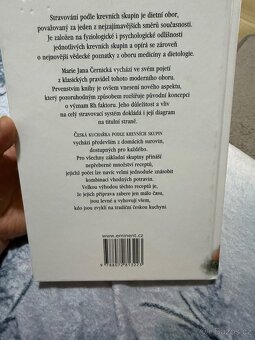 Stravování podle krevních skupin je dietní obor,
považovaný za jeden z nejzajímavějších směrů současnosti.
Je založen na fyziologické i psychologické odlišnosti
jednotlivých krevních skupin a opírá se zároveň
o nejnovější vědecké poznatky z oboru medicíny a dietologie.
Marie Jana Černická vychází ve svém pojetí
z klasických pravidel tohoto moderního oboru.
Prvenstvím knihy je ovšem vnesení nového aspektu,
který pozoruhodným způsobem rozšiřuje původní koncepci
o význam Rh faktoru. Jeho důležitost a vliv
na celý stravovací systém dokládá i její diagram
na titulní straně.
ČESKÁ KUCHAŘKA PODLE KREVNÍCH SKUPIN
vychází především z domácích surovin,
dostupných pro každého.
Pro všechny základní skupiny přináší
nepřeberné množství receptů,
jejichž počet lze navíc velmi jednoduše znásobit
kombinací vhodných potravin.
Velkou výhodou těchto receptů je,
že jejich příprava zabere jen málo času,
jsou levné a vyhovují všem,
kdo jsou zvyklí na tradiční českou kuchyni.
www.eminent.cz